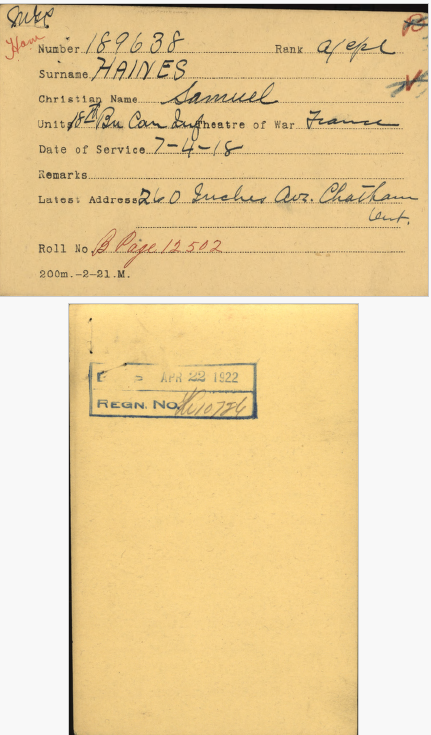 Ham
B
Number 189638 Rank a/cpl
Surname HAINES
V
Christian Name Samuel
Unit 18th Bn Can Inf Theatre of War France
Date of Service 7-4-18
Remarks
Latest Address 260 Inches Ave. Chatham
Ont.
Roll No. B Page 12502
200m.-2-21.M.
APR 22 1922
REGN. No.